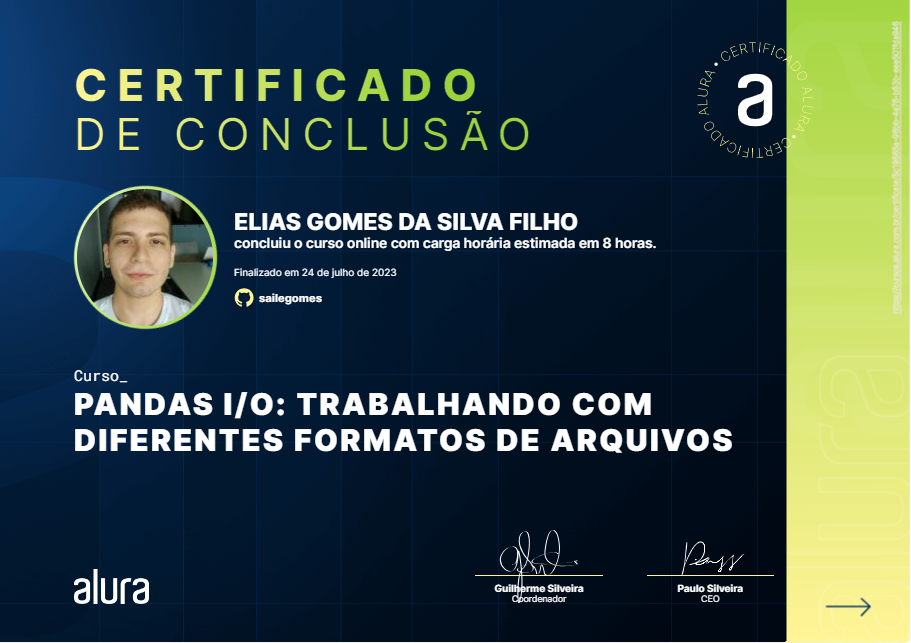 CERTIFICADO
DE CONCLUSÃO
CERTIFICADO ALURA • CERTIFICADO ALURA •
a
ELIAS GOMES DA SILVA FILHO
concluiu o curso online com carga horária estimada em 8 horas.
Finalizado em 24 de julho de 2023
sailegomes
Curso_
PANDAS I/O: TRABALHANDO COM
DIFERENTES FORMATOS DE ARQUIVOS
alura
Guilherme Silveira
Coordenador
Paulo Silveira
CEO
alura